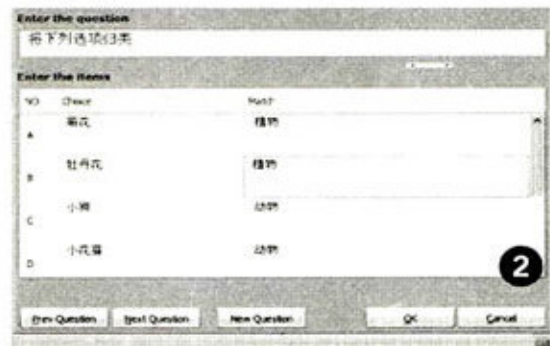 Enter the question
将下列选项归类
Enter the items
NO Choice Match
A 菊花 植物
B 牡丹花 植物
C 小狗 动物
D 小花猫 动物
2
Prev Question Next Question New Question OK Cancel